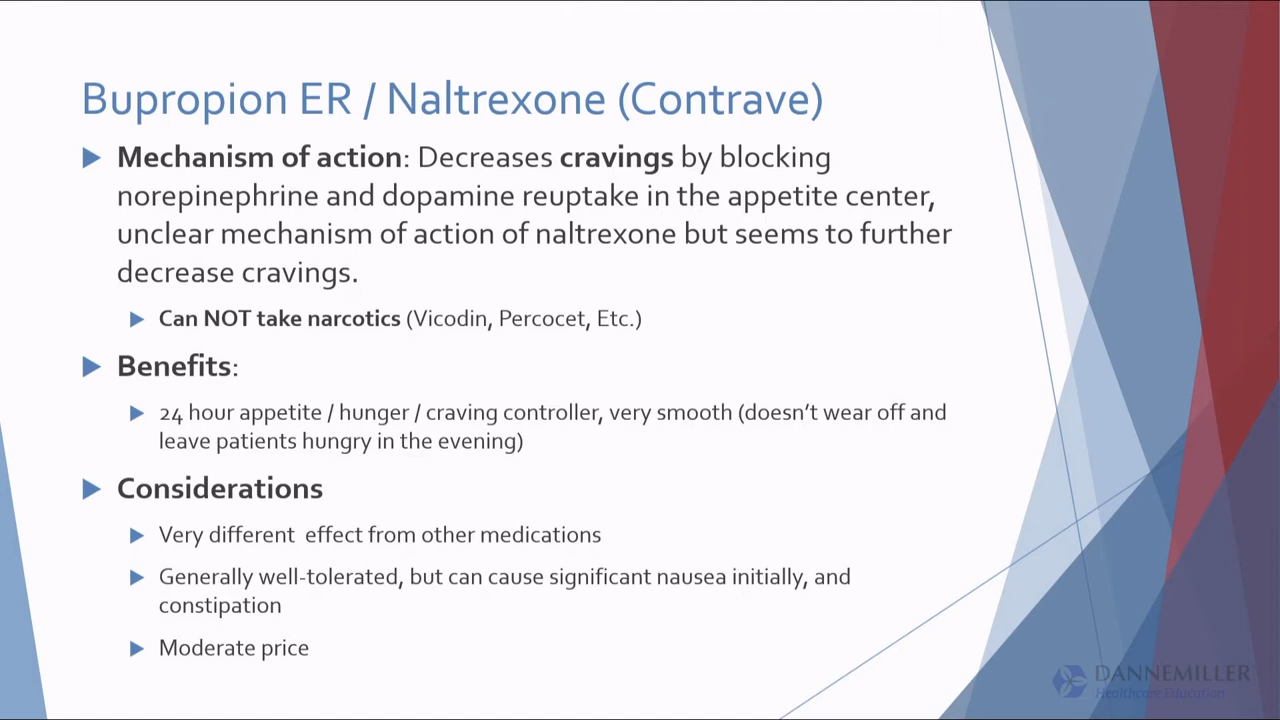 Bupropion ER / Naltrexone (Contrave)
Mechanism of action: Decreases cravings by blocking
norepinephrine and dopamine reuptake in the appetite center,
unclear mechanism of action of naltrexone but seems to further
decrease cravings.
Can NOT take narcotics (Vicodin, Percocet, Etc.)
Benefits:
24 hour appetite / hunger / craving controller, very smooth (doesn't wear off and
leave patients hungry in the evening)
Considerations
Very different  effect from other medications
Generally well-tolerated, but can cause significant nausea initially, and
constipation
Moderate price
DANNEMILLER
Healthcare Education